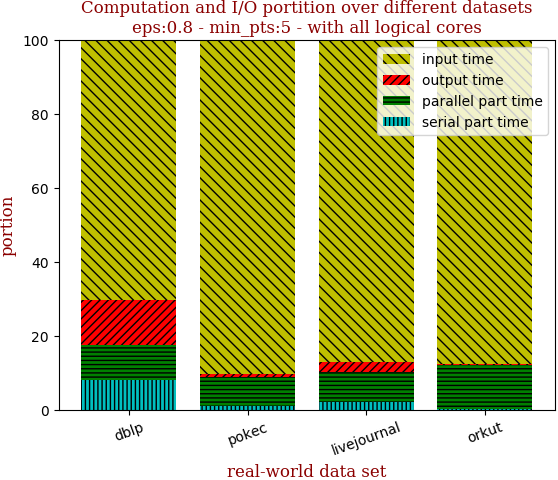 Computation and I/O portition over different datasets
eps:0.8 - min_pts:5 - with all logical cores
100
80
60
40
20
0
portion
input time
output time
parallel part time
serial part time
dblp
pokec
livejournal
orkut
real-world data set